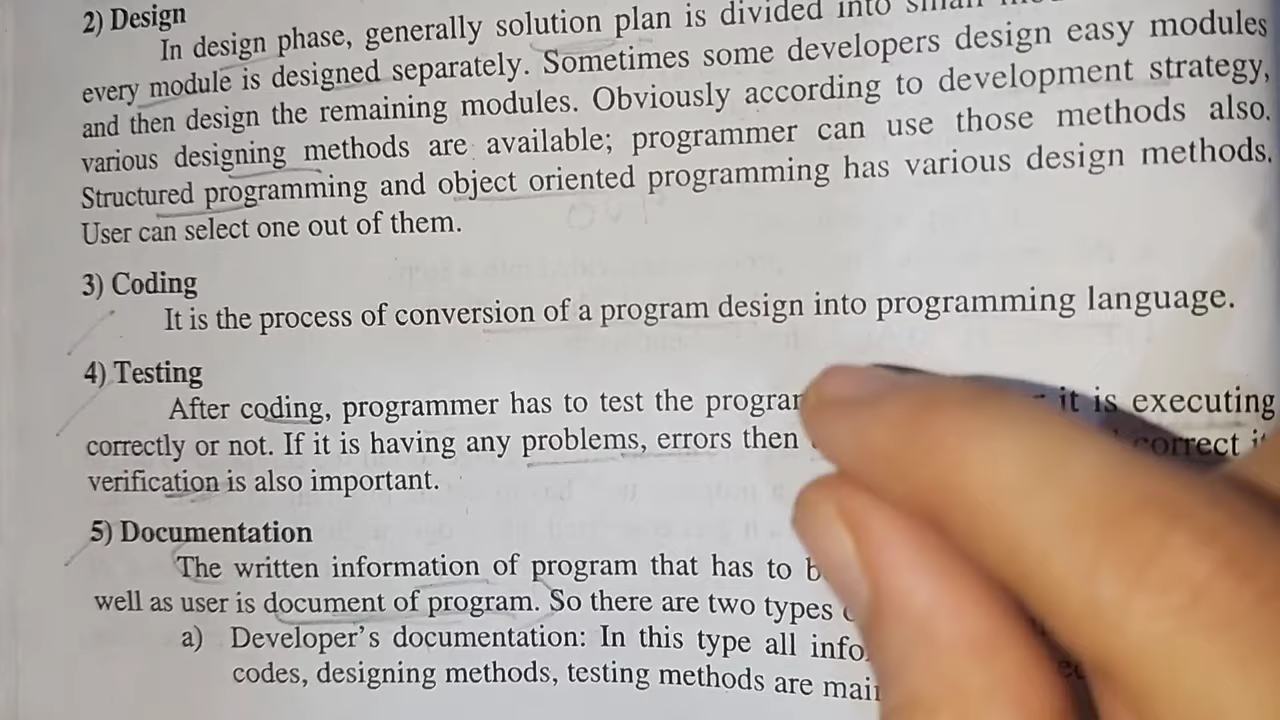 2) Design
In design phase, generally solution plan is divided into small
every module is designed separately. Sometimes some developers design easy modules
and then design the remaining modules. Obviously according to development strategy,
various designing methods are available; programmer can use those methods also.
Structured programming and object oriented programming has various design methods.
User can select one out of them.
3) Coding
It is the process of conversion of a program design into programming language.
4) Testing
After coding, programmer has to test the it is executing
correctly or not. If it is having any problems, errors then correct
verification is also important.
5) Documentation
The written information of program that has to
well as user is document of program. So there are two types
a) Developer's documentation: In this type all
codes, designing methods, testing methods are